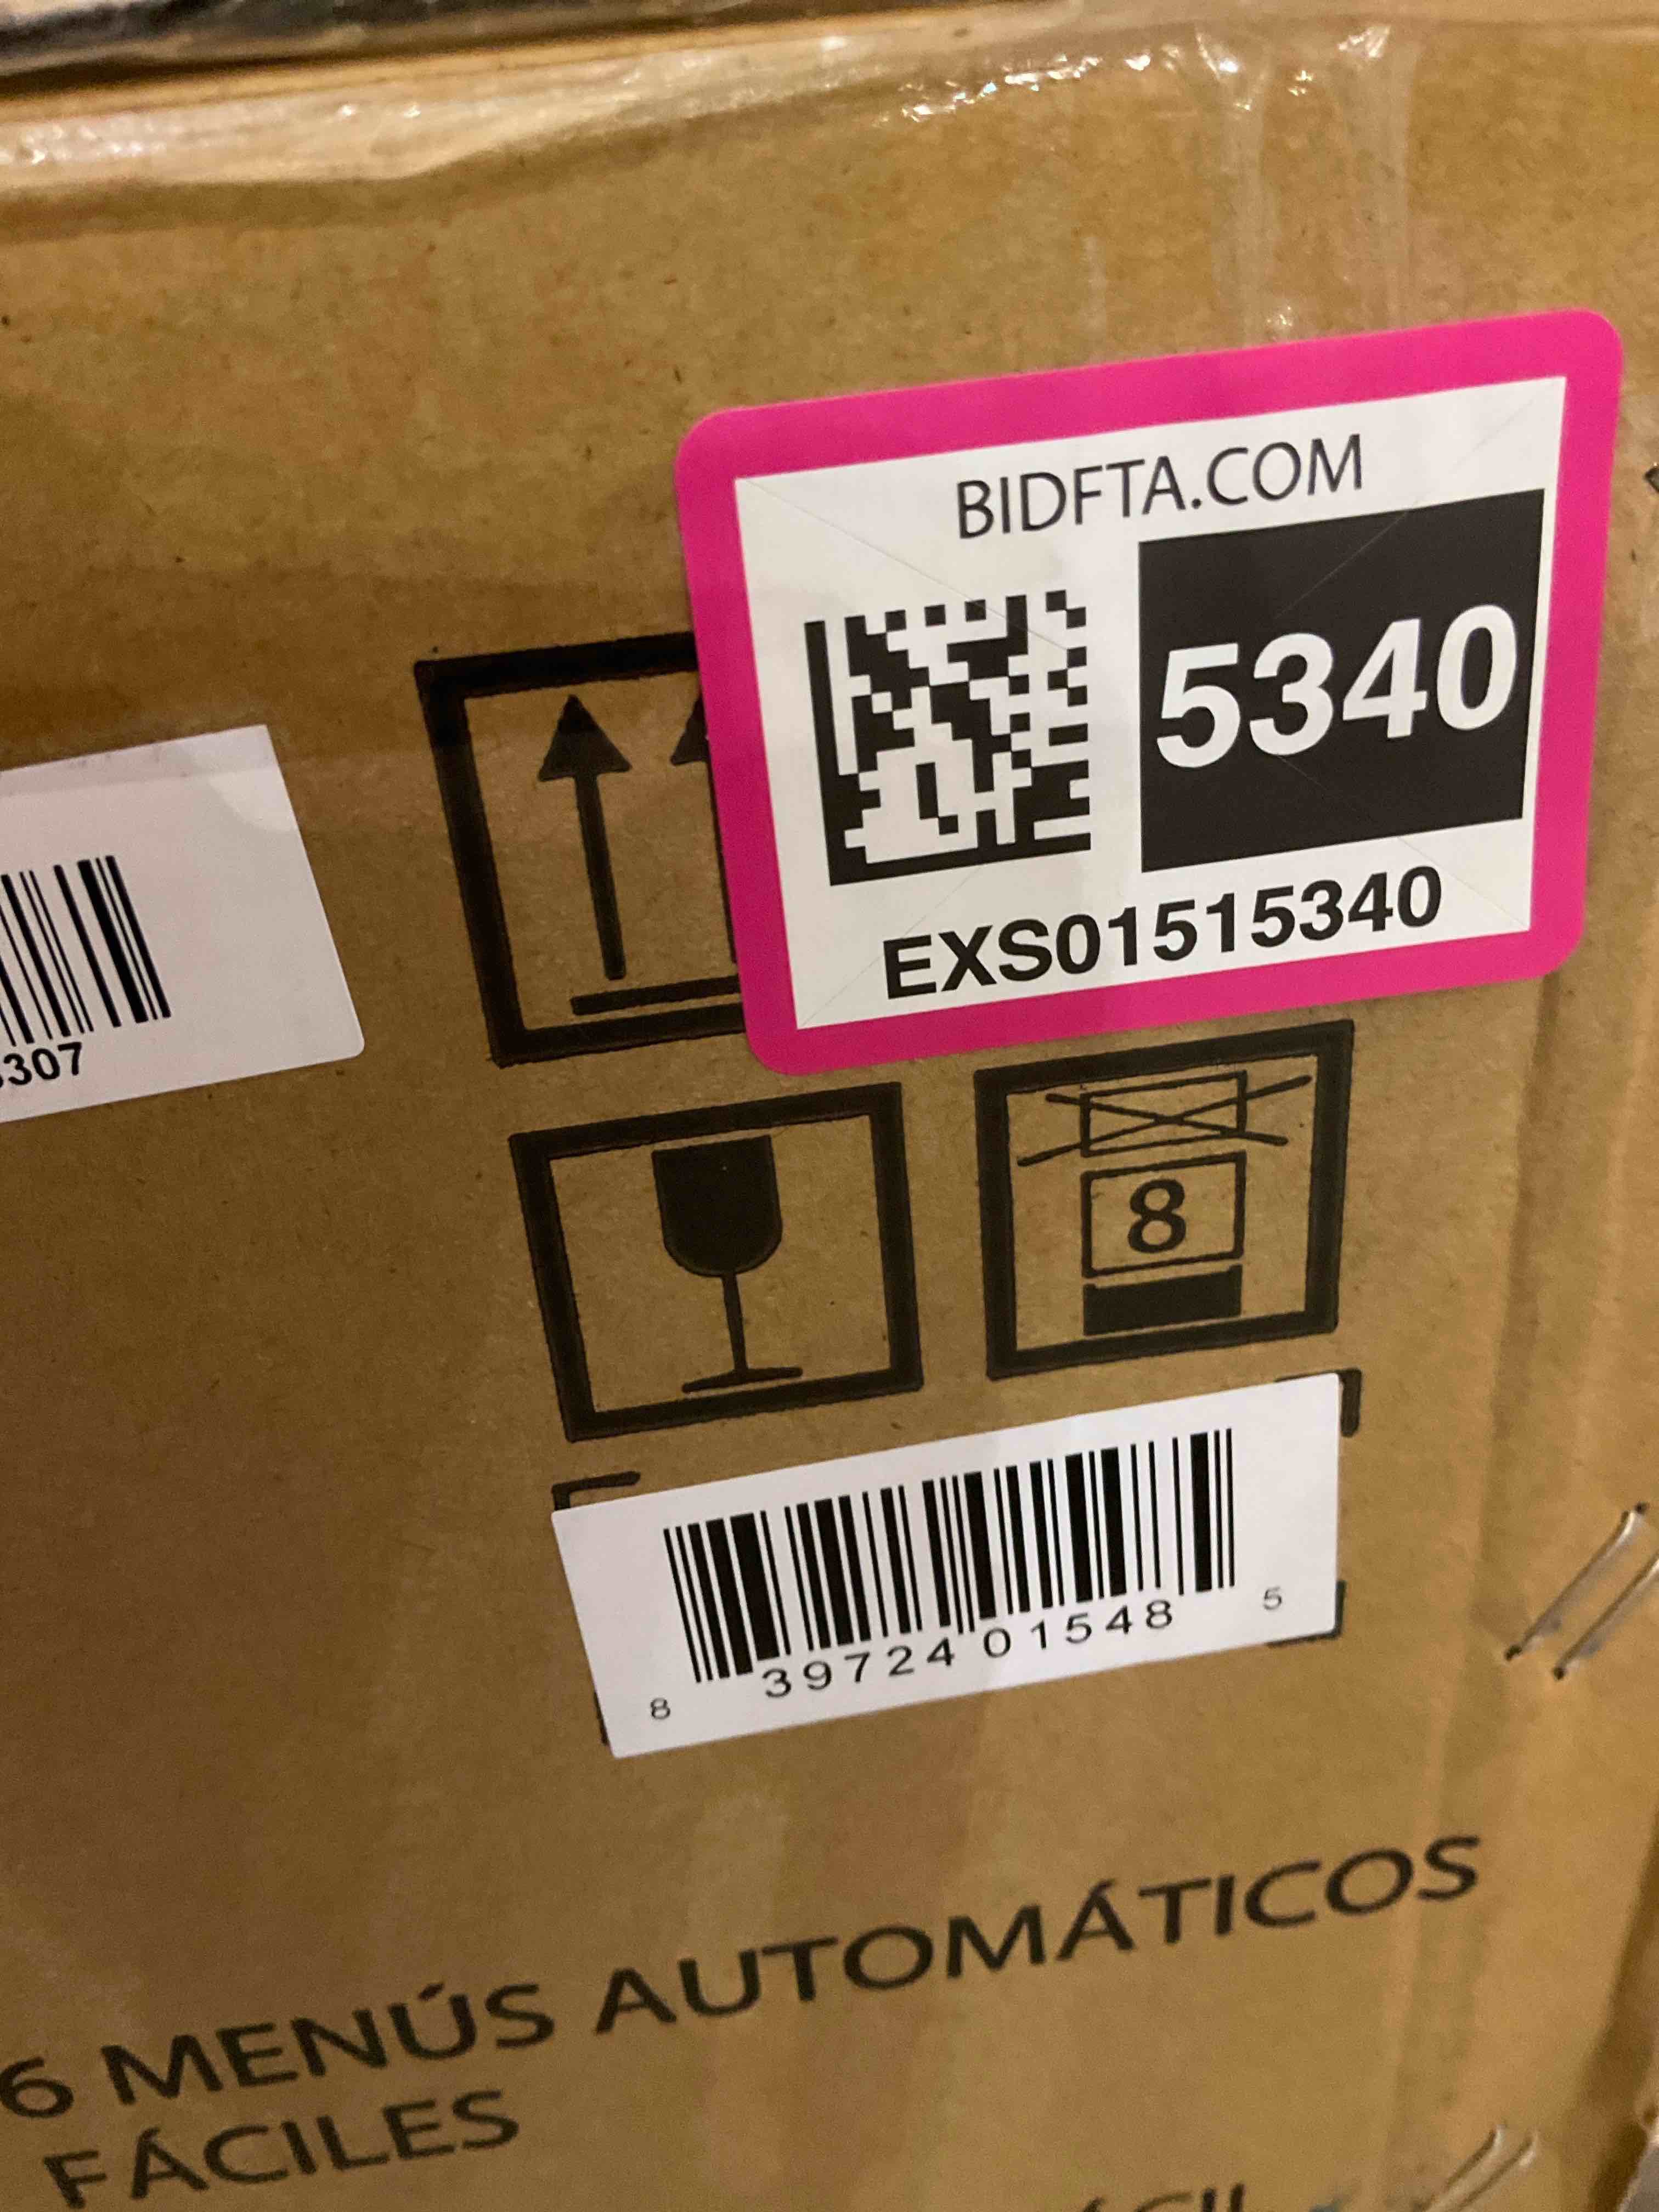 BIDFTA.COM
5340
EXS01515340
307
8
8 39724 01548 5
6 MENÚS AUTOMÁTICOS
FÁCILES